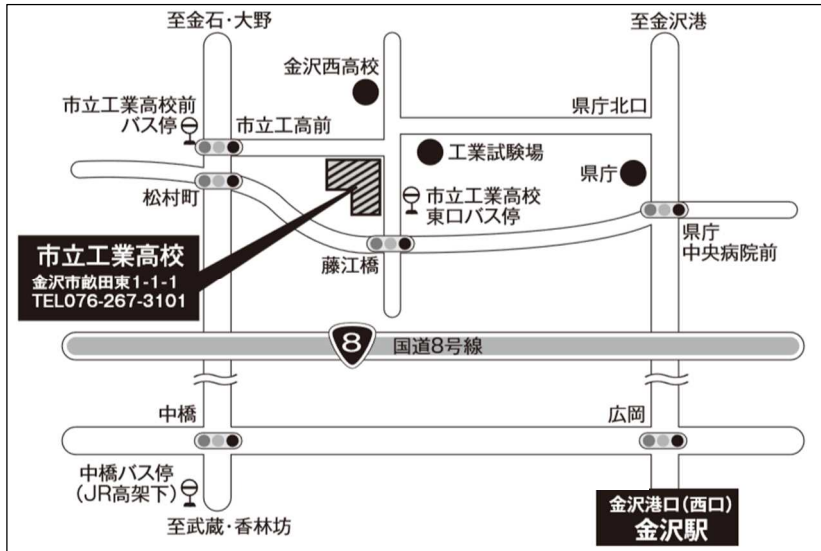 至金石・大野
至金沢港
金沢西高校
市立工業高校前
バス停
市立工高前
県庁北口
工業試験場
県庁
松村町
市立工業高校
東口バス停
県庁
中央病院前
藤江橋
市立工業高校
金沢市畝田東1-1-1
TEL076-267-3101
8
国道8号線
中橋
広岡
中橋バス停
(JR高架下)
至武蔵・香林坊
金沢港口(西口)
金沢駅